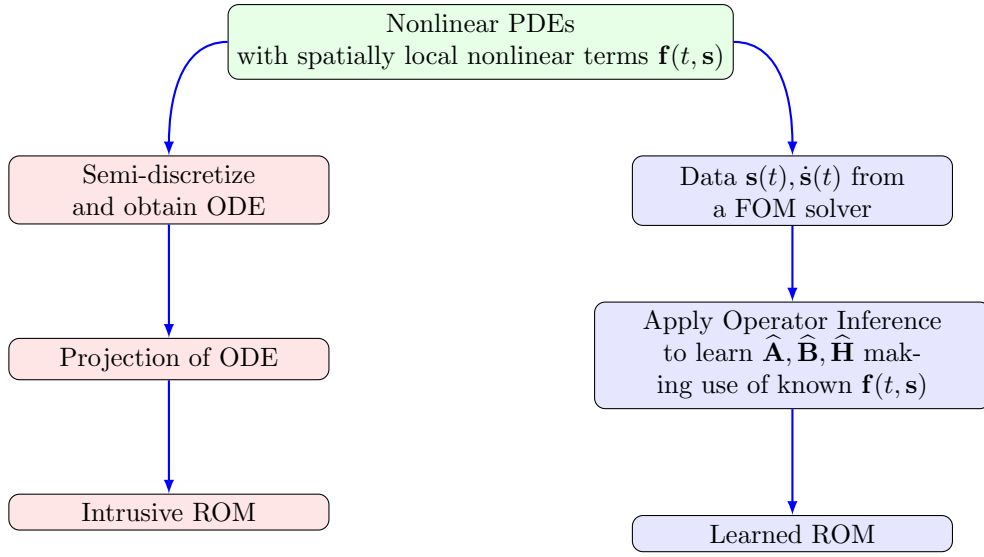 Nonlinear PDEs
with spatially local nonlinear terms f(t, s)
Semi-discretize
and obtain ODE
Projection of ODE
Intrusive ROM
Data s(t), ṡ(t) from
a FOM solver
Apply Operator Inference
to learn Â, B̂, Ĥ mak-
ing use of known f(t, s)
Learned ROM